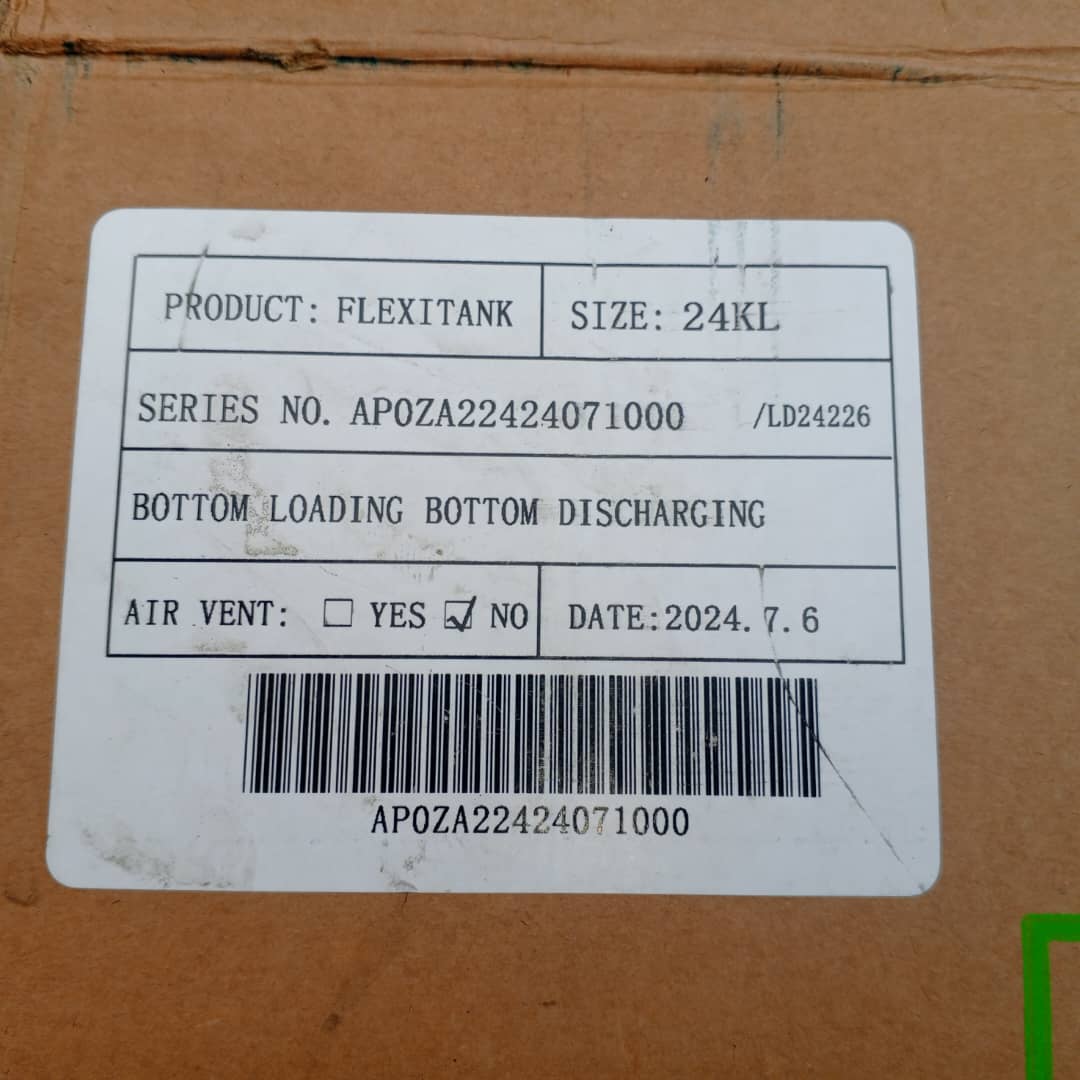 PRODUCT: FLEXITANK SIZE: 24KL
SERIES NO. APOZA22424071000 /LD24226
BOTTOM LOADING BOTTOM DISCHARGING
AIR VENT: ☐ YES ☑ NO DATE:2024.7.6
APOZA22424071000